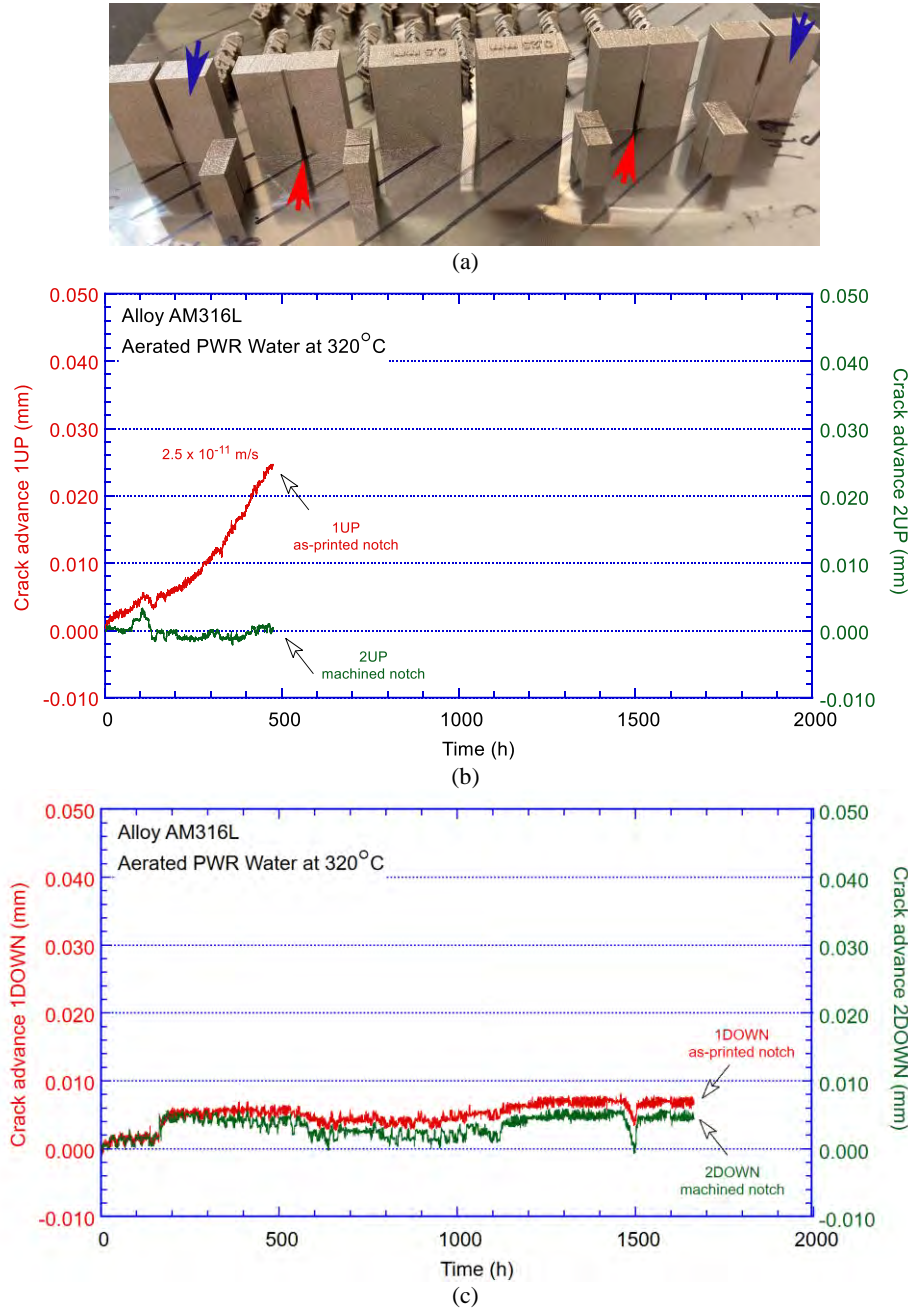 0.5 mm
0.25 mm
(a)
0.050
0.040
0.030
0.020
0.010
0.000
-0.010
Crack advance 1UP (mm)
Alloy AM316L
Aerated PWR Water at 320°C
2.5 x 10-11 m/s
1UP
as-printed notch
2UP
machined notch
0.050
0.040
0.030
0.020
0.010
0.000
-0.010
Crack advance 2UP (mm)
0 500 1000 1500 2000
Time (h)
(b)
0.050
0.040
0.030
0.020
0.010
0.000
-0.010
Crack advance 1DOWN (mm)
Alloy AM316L
Aerated PWR Water at 320°C
1DOWN
as-printed notch
2DOWN
machined notch
0.050
0.040
0.030
0.020
0.010
0.000
-0.010
Crack advance 2DOWN (mm)
0 500 1000 1500 2000
Time (h)
(c)